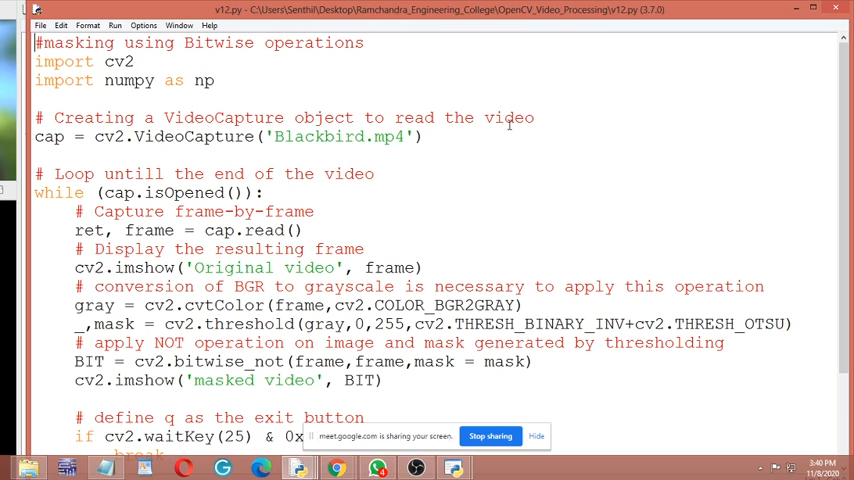 v12.py - C:\Users\Senthil\Desktop\Ramchandra_Engineering_College\OpenCV_Video_Processing\v12.py (3.7.0)
File Edit Format Run Options Window Help
#masking using Bitwise operations
import cv2
import numpy as np
# Creating a VideoCapture object to read the video
cap = cv2.VideoCapture('Blackbird.mp4')
# Loop untill the end of the video
while (cap.isOpened()):
# Capture frame-by-frame
ret, frame = cap.read()
# Display the resulting frame
cv2.imshow('Original video', frame)
# conversion of BGR to grayscale is necessary to apply this operation
gray = cv2.cvtColor(frame,cv2.COLOR_BGR2GRAY)
_,mask = cv2.threshold(gray,0,255,cv2.THRESH_BINARY_INV+cv2.THRESH_OTSU)
# apply NOT operation on image and mask generated by thresholding
BIT = cv2.bitwise_not(frame,frame,mask = mask)
cv2.imshow('masked video', BIT)
# define q as the exit button
if cv2.waitKey(25) & 0x
meet.google.com is sharing your screen. Stop sharing Hide
break
4
3:40 PM
11/8/2020